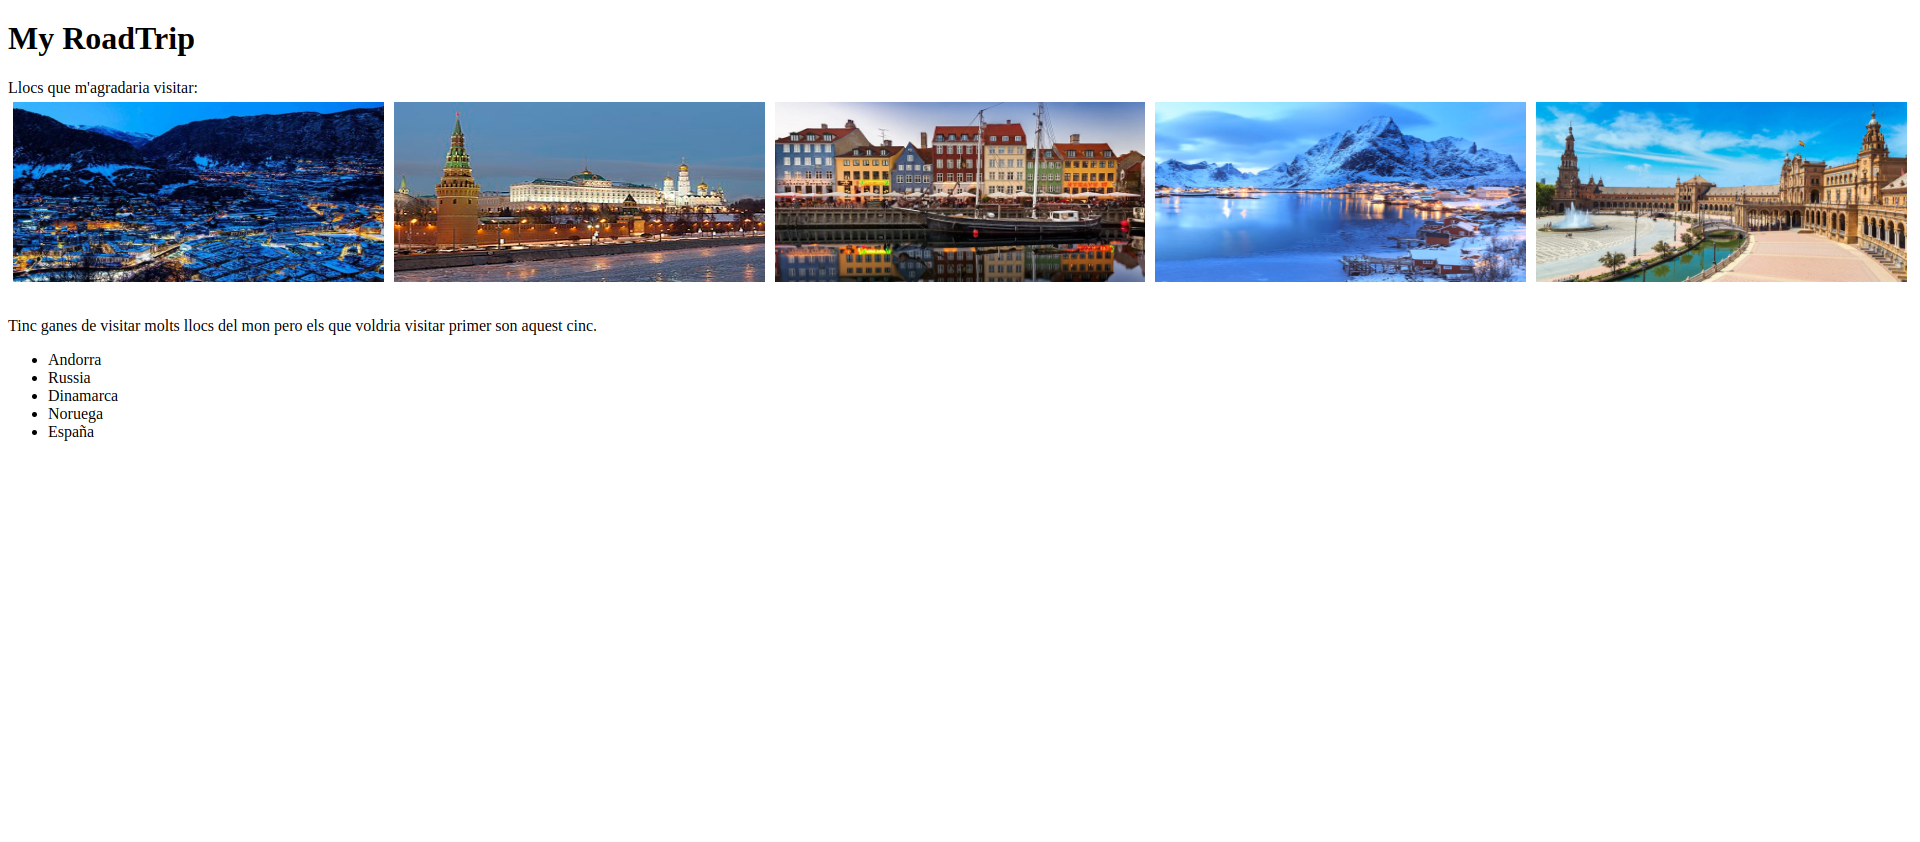 My RoadTrip
Llocs que m'agradaria visitar:
Tinc ganes de visitar molts llocs del mon pero els que voldria visitar primer son aquest cinc.
Andorra
Russia
Dinamarca
Noruega
España